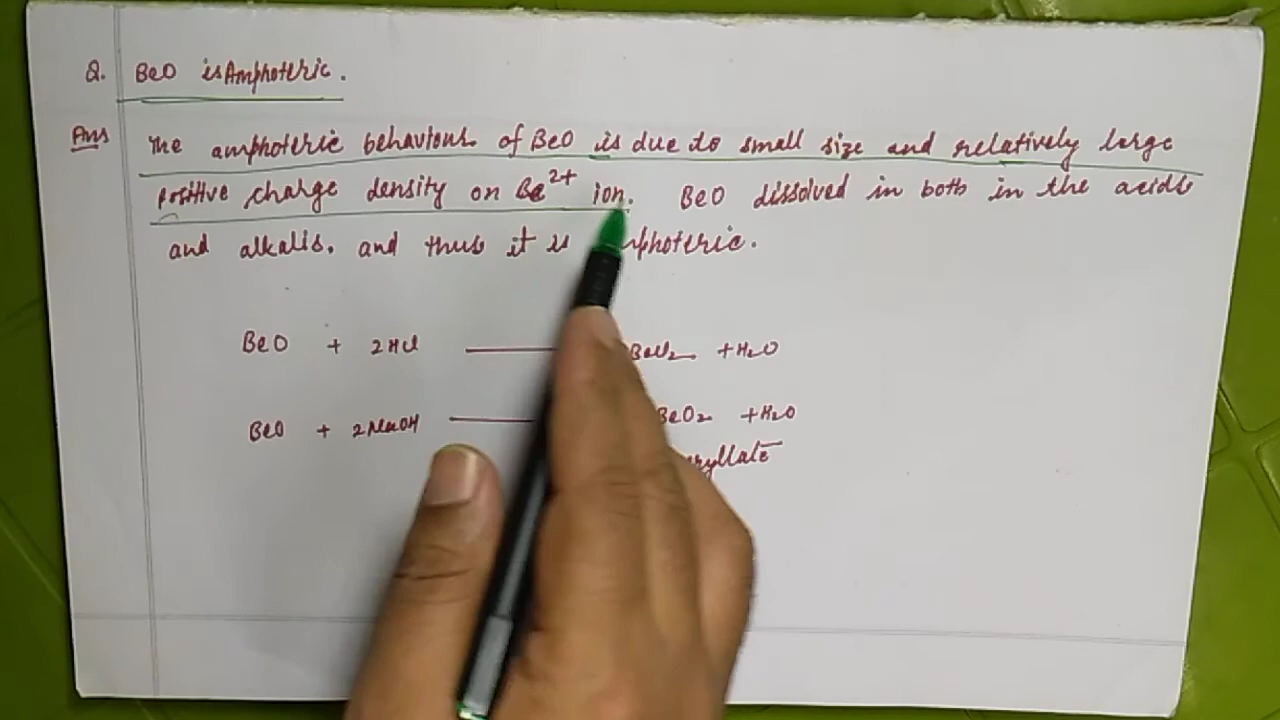 Q. BeO is Amphoteric.
Ans The amphoteric behaviour of BeO is due to small size and relatively large
positive charge density on Be²⁺ ion. BeO dissolved in both in the acids
and alkalis, and thus it is mphoteric.
BeO + 2HCl — BeCl₂ + H₂O
BeO + 2NaOH — BeO₂ + H₂O
ryllate